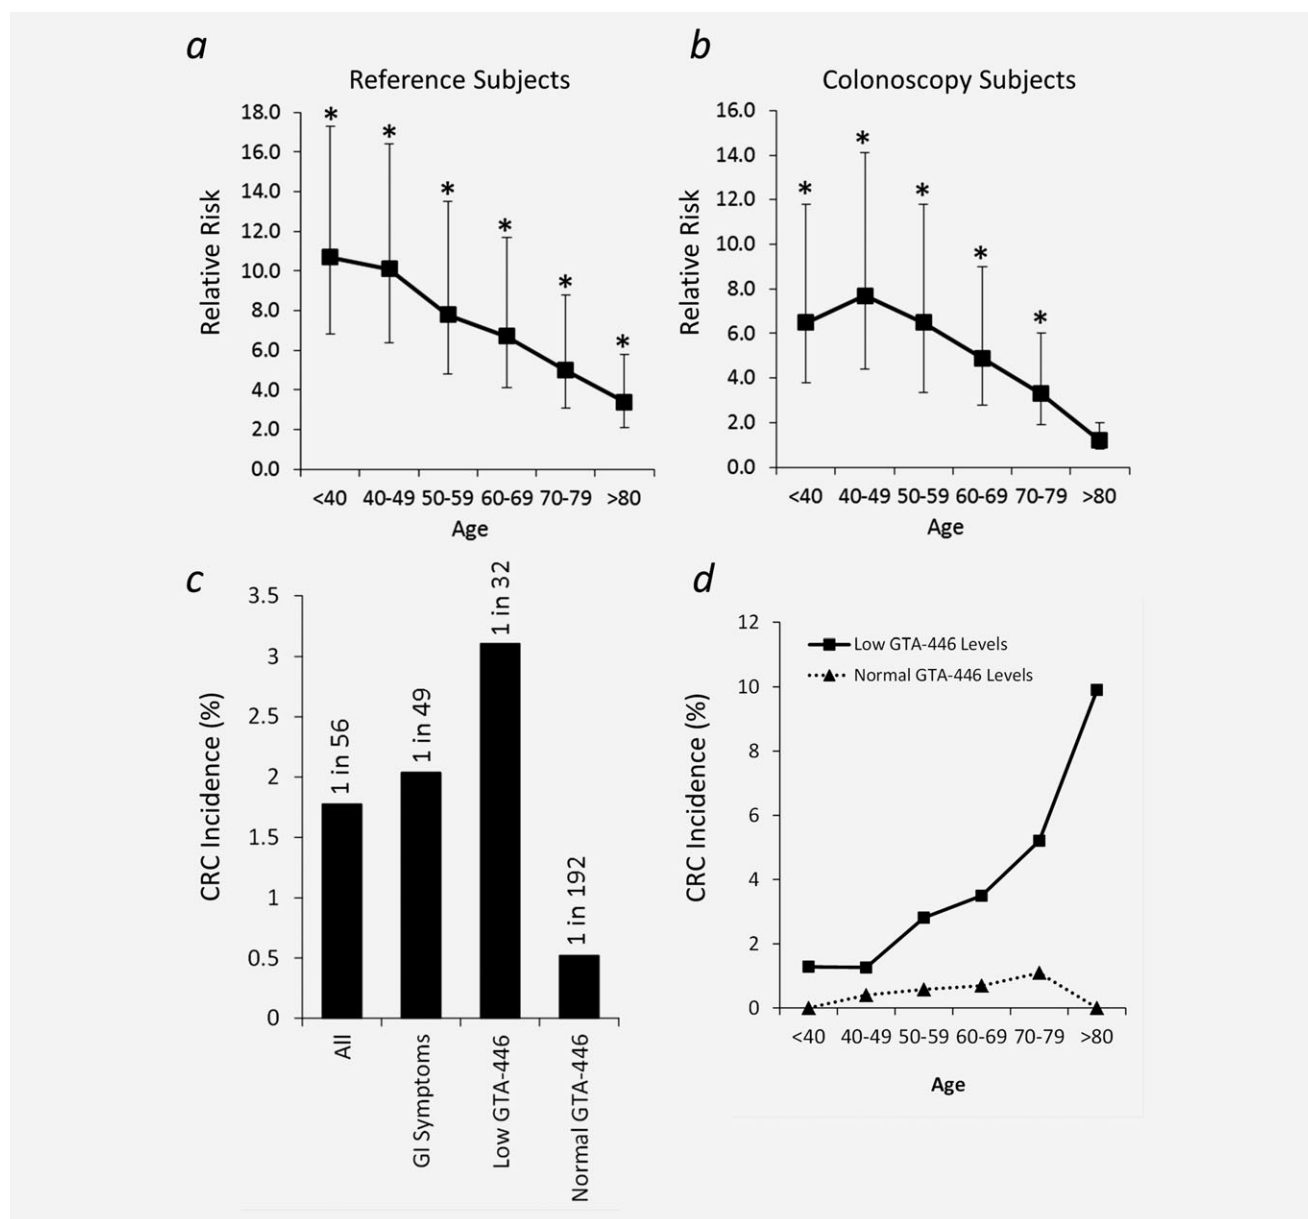 a
Reference Subjects
18.0
16.0
14.0
12.0
10.0
8.0
6.0
4.0
2.0
0.0
Relative Risk
* * * * * *
<40 40-49 50-59 60-69 70-79 >80
Age
b
Colonoscopy Subjects
16.0
14.0
12.0
10.0
8.0
6.0
4.0
2.0
0.0
Relative Risk
* * * * *
<40 40-49 50-59 60-69 70-79 >80
Age
c
3.5
3
2.5
2
1.5
1
0.5
0
CRC Incidence (%)
1 in 56
1 in 49
1 in 32
1 in 192
All
GI Symptoms
Low GTA-446
Normal GTA-446
d
12
10
8
6
4
2
0
CRC Incidence (%)
Low GTA-446 Levels
Normal GTA-446 Levels
<40 40-49 50-59 60-69 70-79 >80
Age